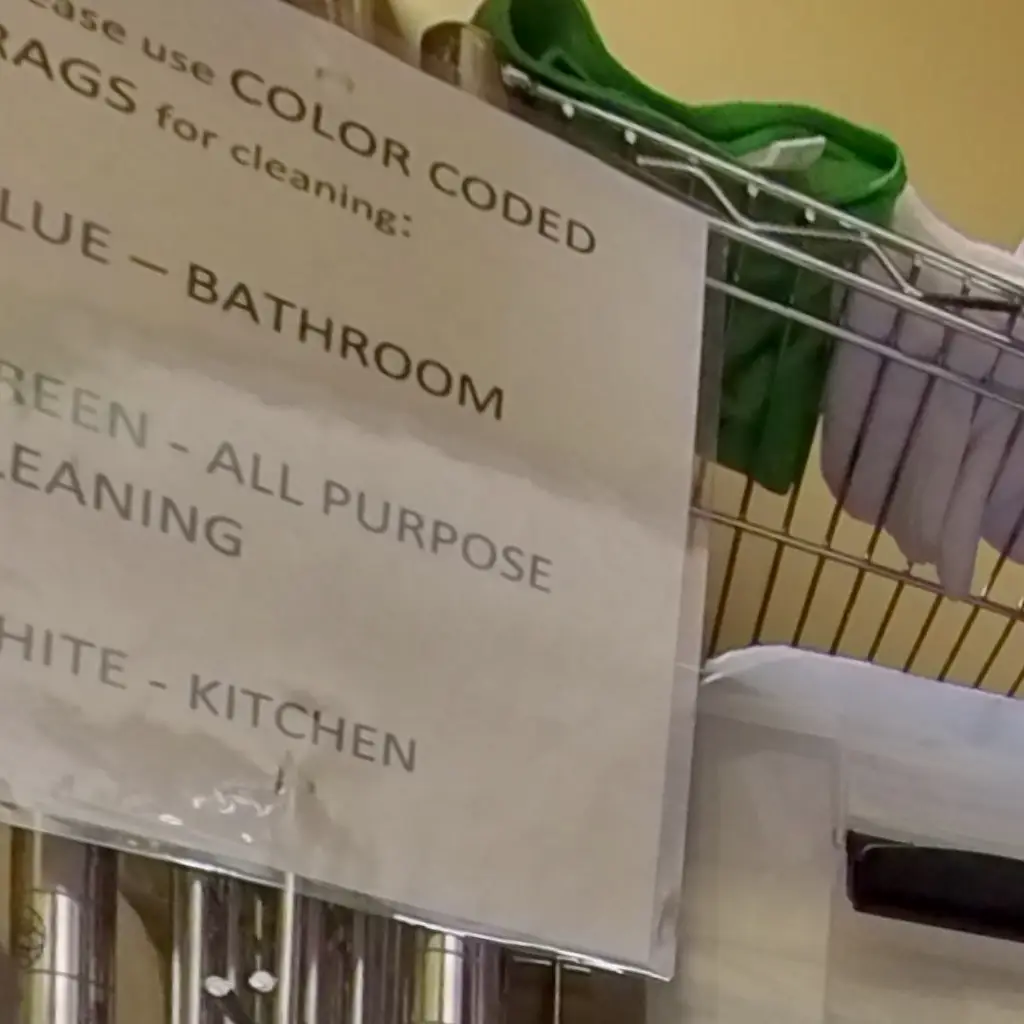 ease use COLOR CODED
RAGS for cleaning:
LUE – BATHROOM
REEN - ALL PURPOSE
LEANING
HITE - KITCHEN